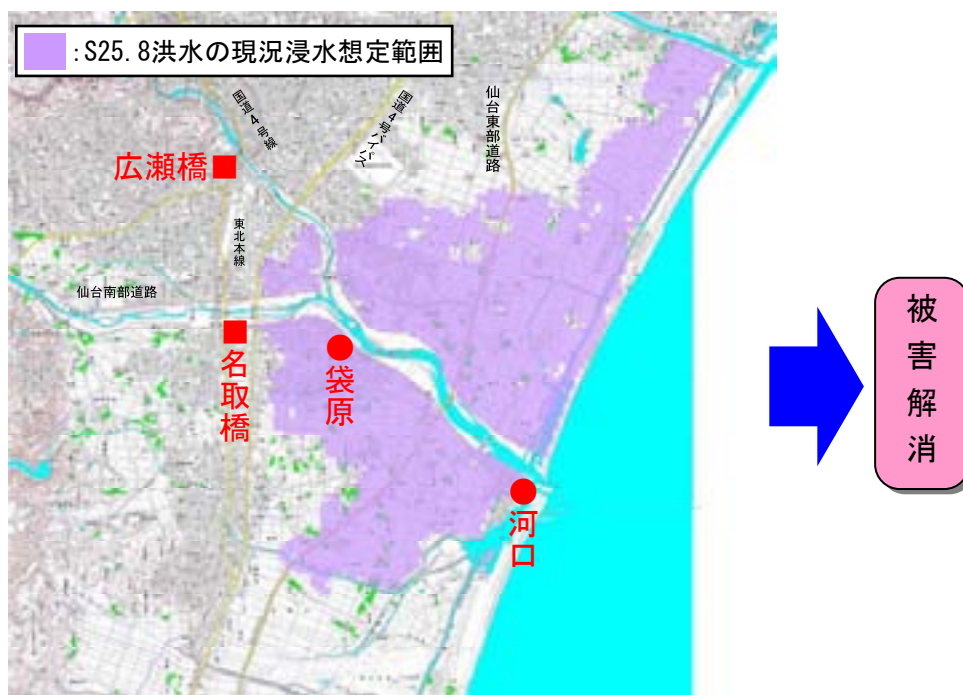 ：S25.8洪水の現況浸水想定範囲
国道4号線
国道4号バイパス
仙台東部道路
広瀬橋
東北本線
仙台南部道路
名取橋
袋原
河口
被害解消